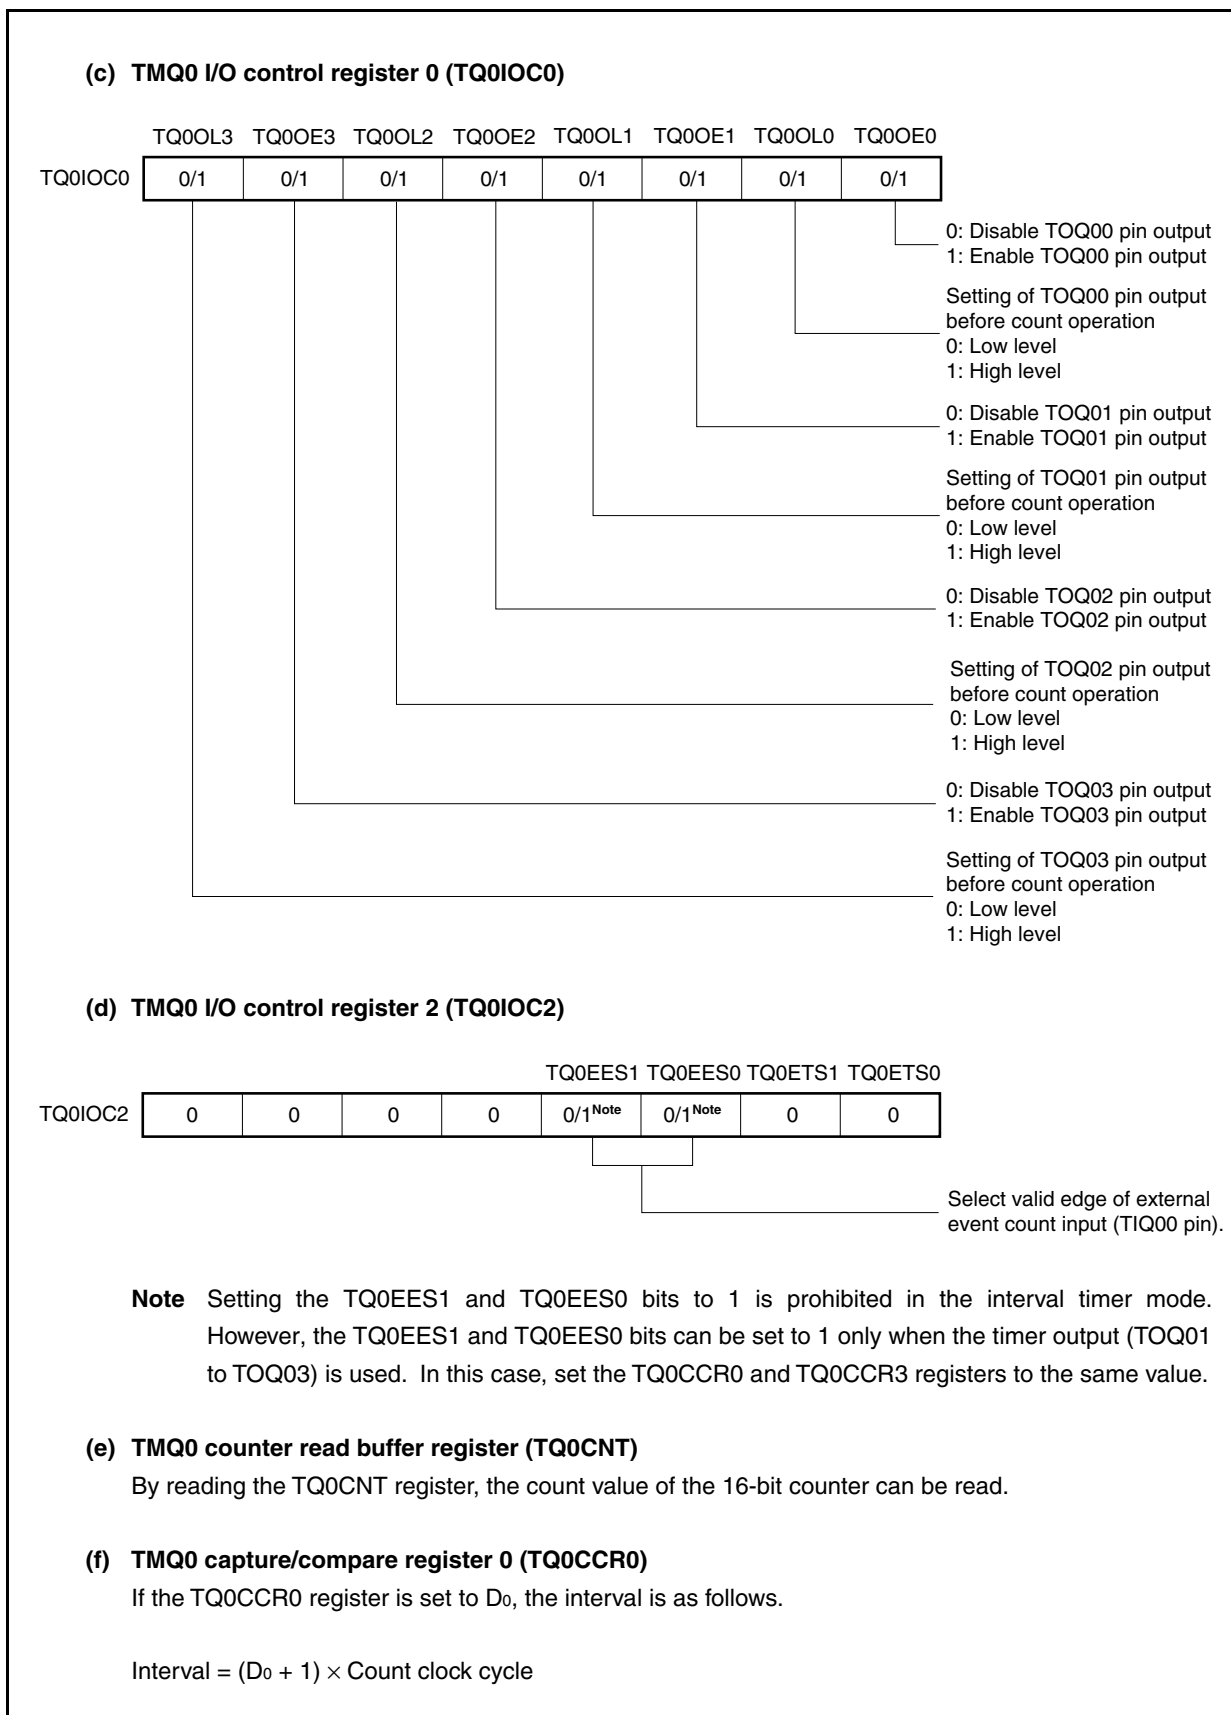 (c) TMQ0 I/O control register 0 (TQ0IOC0)
TQ0OL3 TQ0OE3 TQ0OL2 TQ0OE2 TQ0OL1 TQ0OE1 TQ0OL0 TQ0OE0
TQ0IOC0 0/1 0/1 0/1 0/1 0/1 0/1 0/1 0/1
0: Disable TOQ00 pin output
1: Enable TOQ00 pin output
Setting of TOQ00 pin output
before count operation
0: Low level
1: High level
0: Disable TOQ01 pin output
1: Enable TOQ01 pin output
Setting of TOQ01 pin output
before count operation
0: Low level
1: High level
0: Disable TOQ02 pin output
1: Enable TOQ02 pin output
Setting of TOQ02 pin output
before count operation
0: Low level
1: High level
0: Disable TOQ03 pin output
1: Enable TOQ03 pin output
Setting of TOQ03 pin output
before count operation
0: Low level
1: High level
(d) TMQ0 I/O control register 2 (TQ0IOC2)
TQ0EES1 TQ0EES0 TQ0ETS1 TQ0ETS0
TQ0IOC2 0 0 0 0 0/1Note 0/1Note 0 0
Select valid edge of external
event count input (TIQ00 pin).
Note Setting the TQ0EES1 and TQ0EES0 bits to 1 is prohibited in the interval timer mode.
However, the TQ0EES1 and TQ0EES0 bits can be set to 1 only when the timer output (TOQ01
to TOQ03) is used. In this case, set the TQ0CCR0 and TQ0CCR3 registers to the same value.
(e) TMQ0 counter read buffer register (TQ0CNT)
By reading the TQ0CNT register, the count value of the 16-bit counter can be read.
(f) TMQ0 capture/compare register 0 (TQ0CCR0)
If the TQ0CCR0 register is set to D0, the interval is as follows.
Interval = (D0 + 1) × Count clock cycle